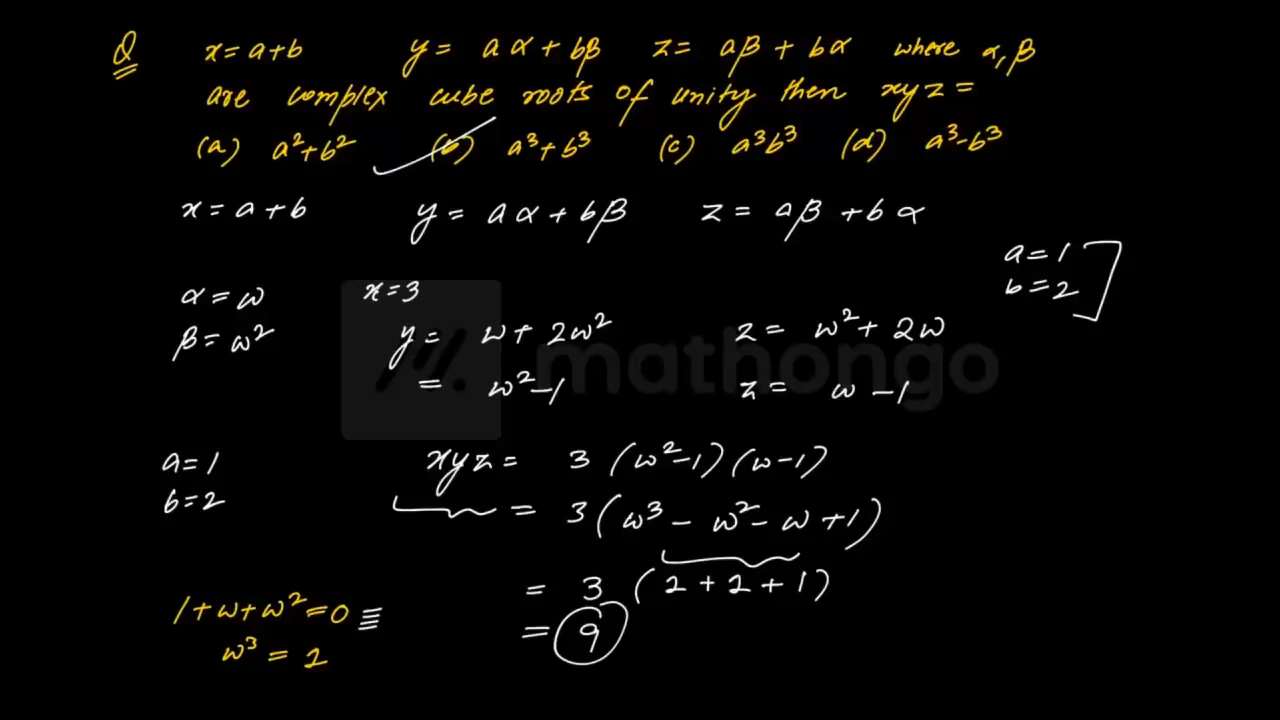 Q x = a+b y = aα + bβ z = aβ + bα where α, β
are complex cube roots of unity then xyz =
(a) a²+b² (b) a³+b³ (c) a³b³ (d) a³-b³
x = a+b y = aα + bβ z = aβ + bα
a = 1
b = 2
α = ω x = 3
β = ω² y = ω + 2ω² z = ω² + 2ω
= ω²-1 z = ω - 1
mathongo
a = 1 xyz = 3 (ω²-1) (ω-1)
b = 2 = 3 (ω³ - ω² - ω + 1)
= 3 (2 + 2 + 1)
1 + ω + ω² = 0 = 9
ω³ = 2